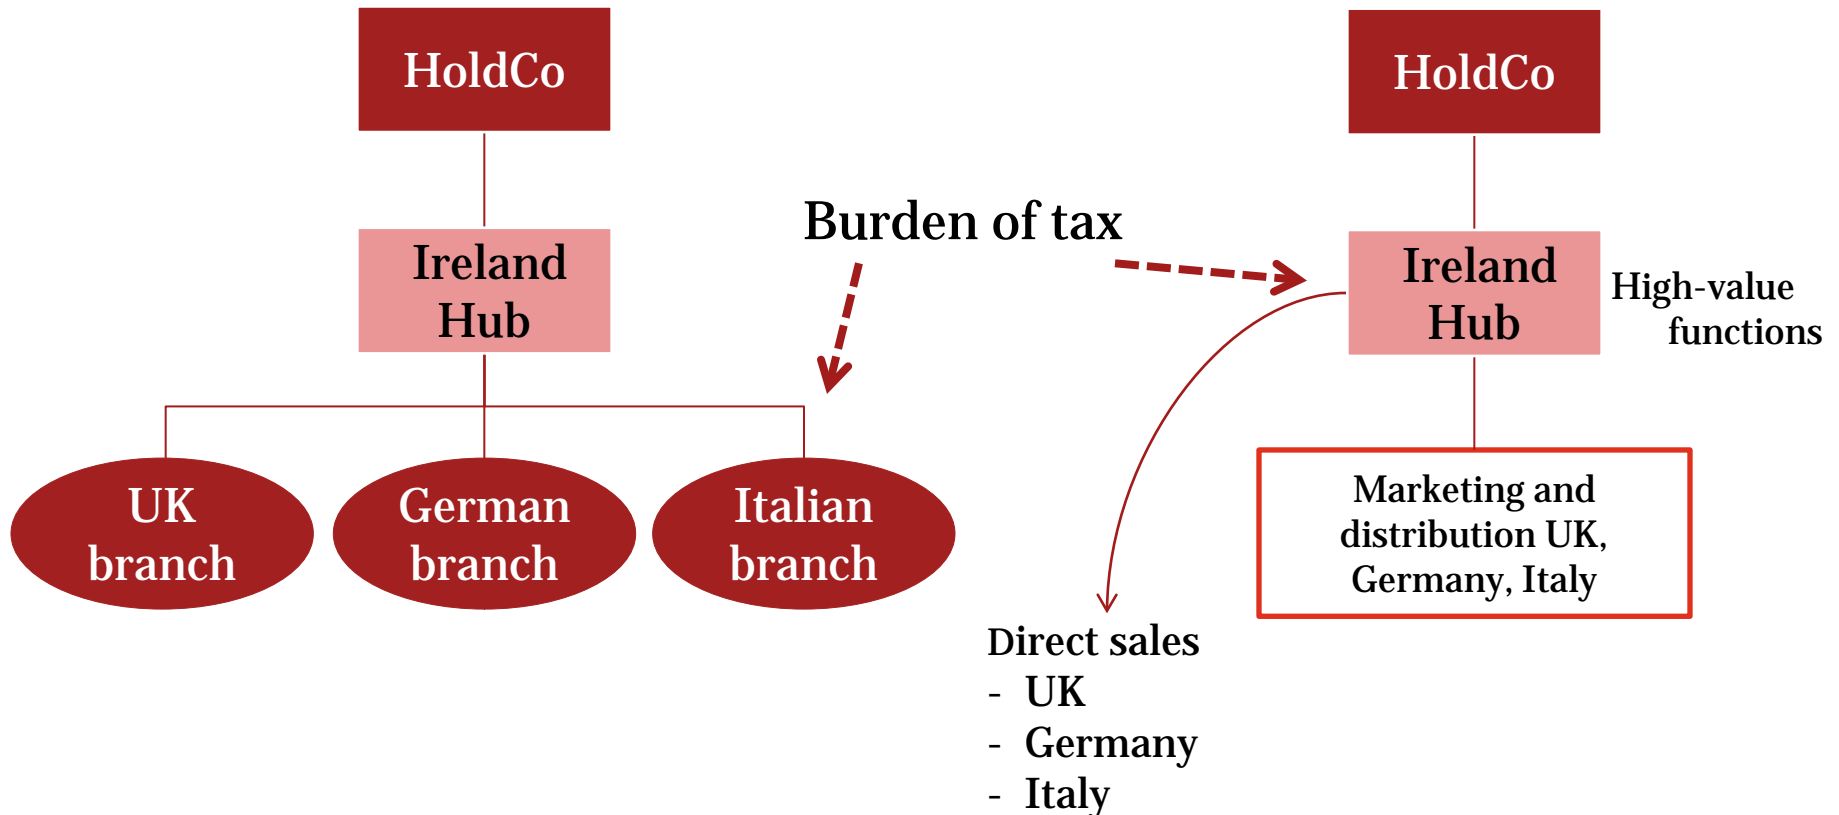 HoldCo
Ireland
Hub
UK
branch
German
branch
Italian
branch
Burden of tax
HoldCo
Ireland
Hub
High-value
functions
Marketing and
distribution UK,
Germany, Italy
Direct sales
- UK
- Germany
- Italy